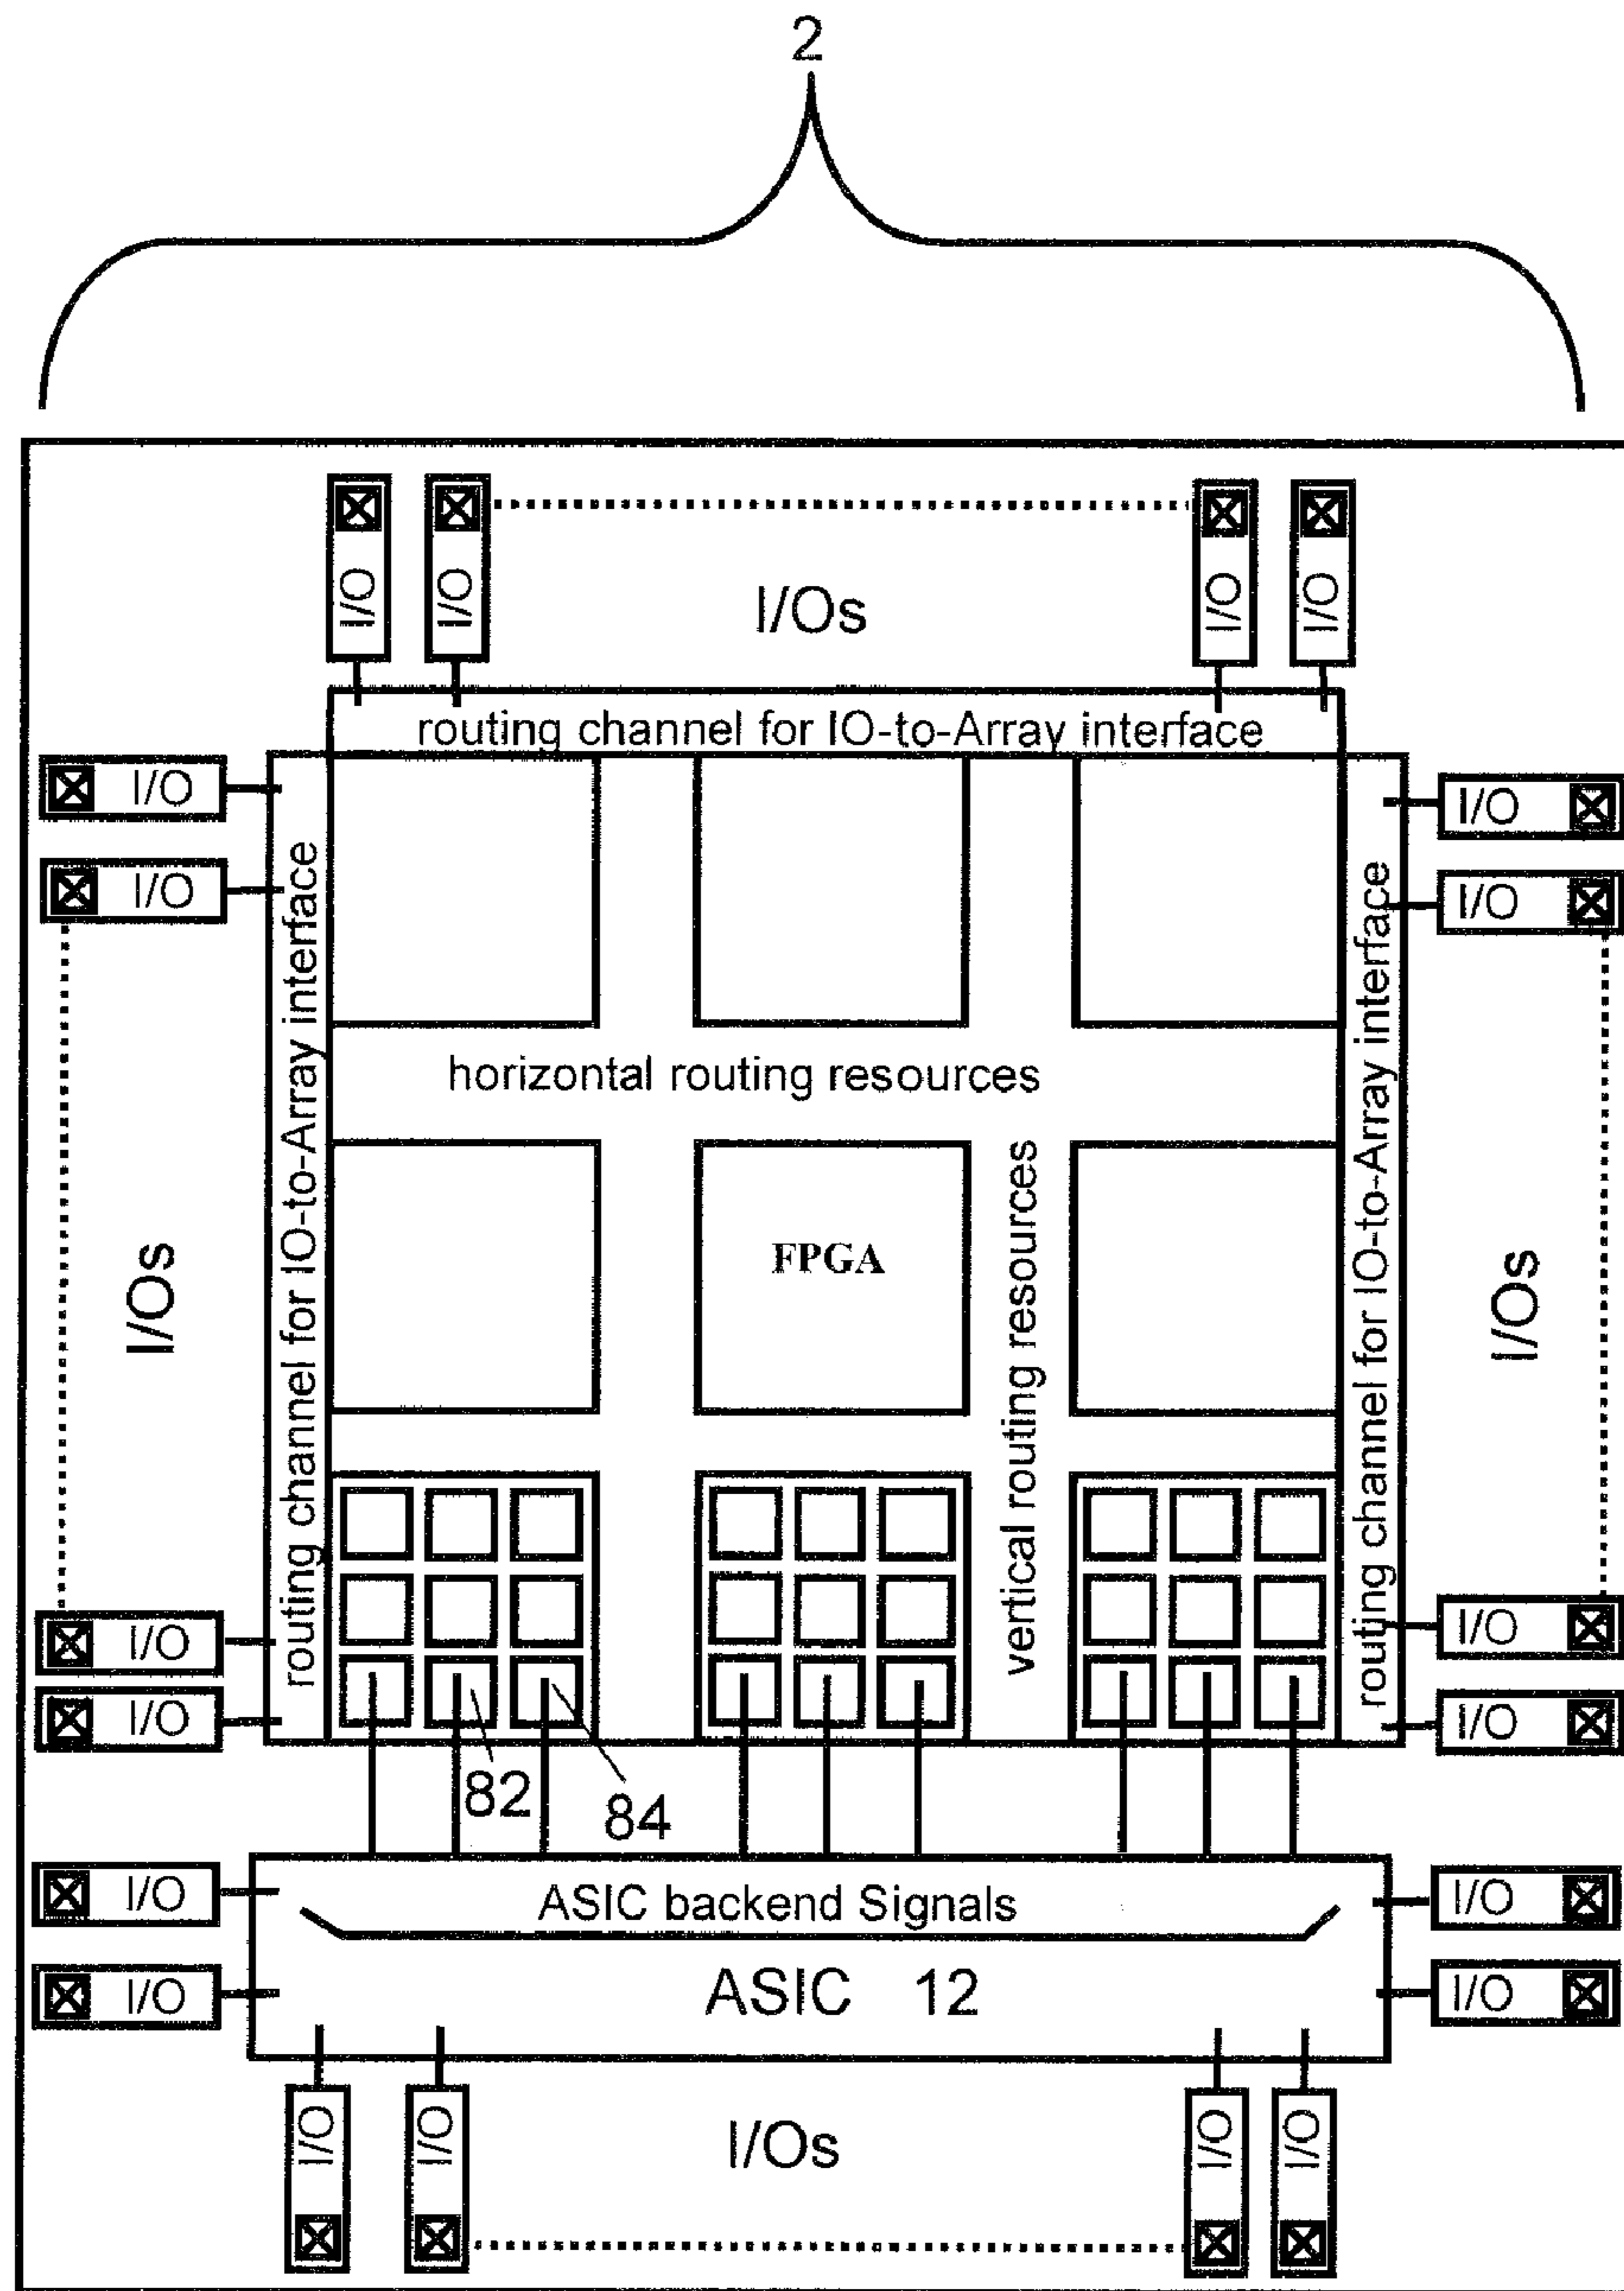 2
I/O
I/O
I/Os
I/O
I/O
routing channel for IO-to-Array interface
I/O
I/O
I/O
I/O
routing channel for IO-to-Array interface
routing channel for IO-to-Array interface
horizontal routing resources
FPGA
vertical routing resources
I/Os
I/Os
I/O
I/O
I/O
I/O
82
84
I/O
I/O
ASIC backend Signals
I/O
I/O
ASIC 12
I/O
I/O
I/Os
I/O
I/O